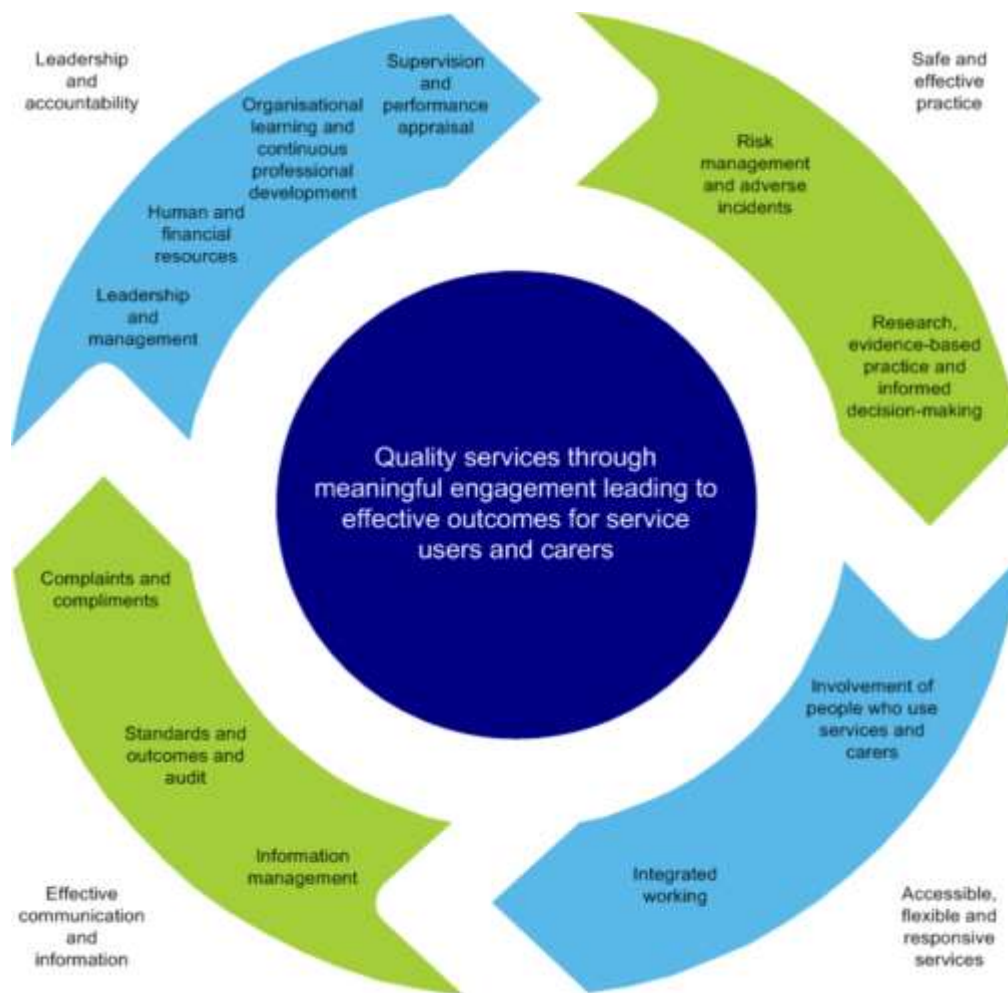 Leadership
and
accountability
Supervision
and
performance
appraisal
Organisational
learning and
continuous
professional
development
Human and
financial
resources
Leadership
and
management
Safe and
effective
practice
Risk
management
and adverse
incidents
Research,
evidence-based
practice and
informed
decision-making
Quality services through
meaningful engagement leading to
effective outcomes for service
users and carers
Involvement of
people who use
services and
carers
Integrated
working
Accessible,
flexible and
responsive
services
Complaints and
compliments
Standards and
outcomes and
audit
Information
management
Effective
communication
and
information